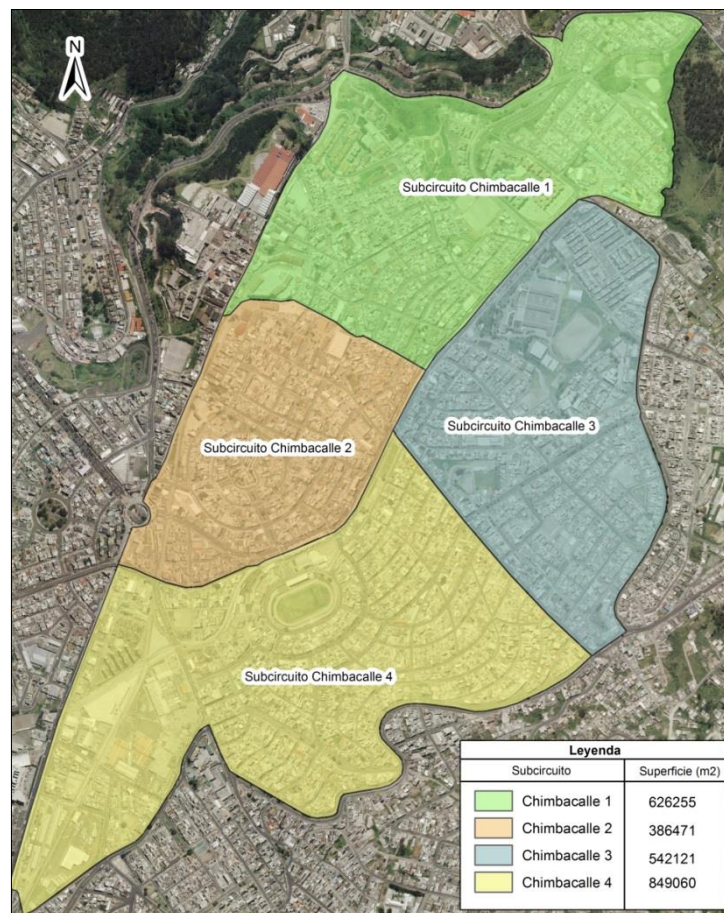 N
Subcircuito Chimbacalle 1
Subcircuito Chimbacalle 3
Subcircuito Chimbacalle 2
Subcircuito Chimbacalle 4
Leyenda
Subcircuito Superficie (m2)
Chimbacalle 1 626255
Chimbacalle 2 386471
Chimbacalle 3 542121
Chimbacalle 4 849060